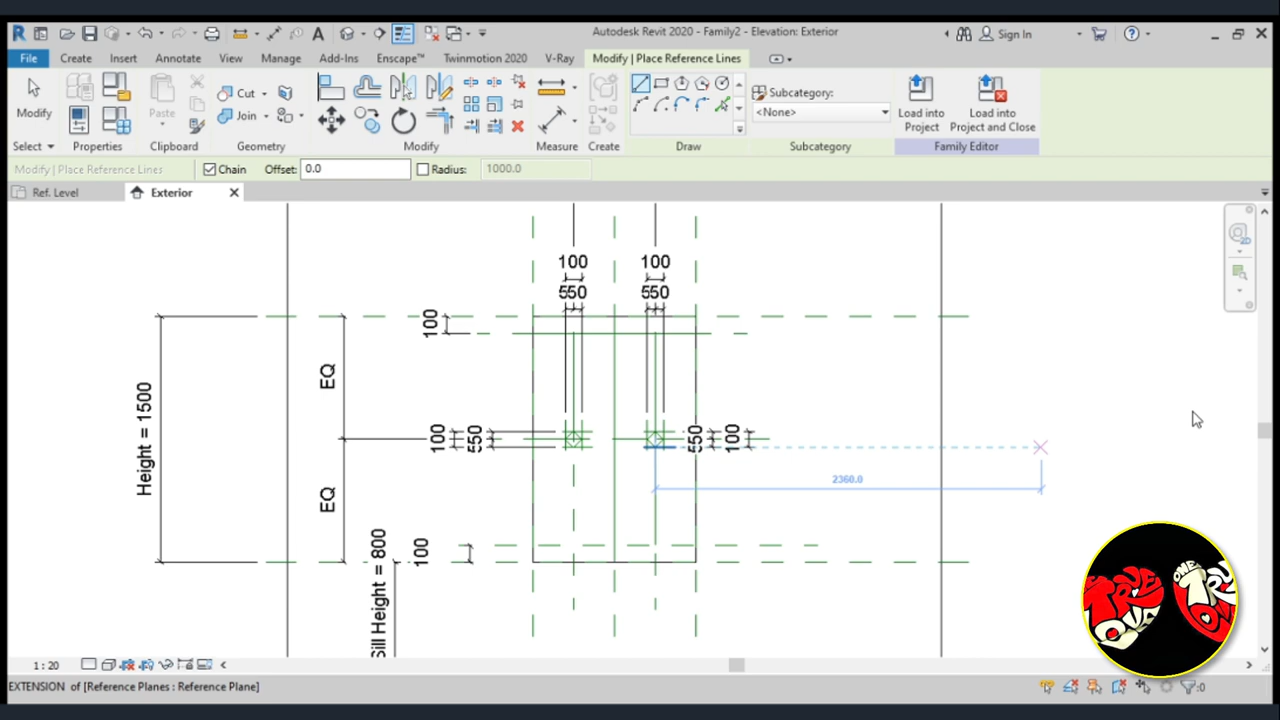 Autodesk Revit 2020 - Family2 - Elevation: Exterior
Sign In
File Create Insert Annotate View Manage Add-Ins Enscape™ Twinmotion 2020 V-Ray Modify | Place Reference Lines
Modify
Paste
Cut
Join
Subcategory:
<None>
Load into Project
Load into Project and Close
Select Properties Clipboard Geometry Modify Measure Create Draw Subcategory Family Editor
Modify | Place Reference Lines Chain Offset: 0.0 Radius: 1000.0
Ref. Level Exterior
100 100
550 550
100
EQ
Height = 1500
100 550 550 100
2360.0
EQ
Sill Height = 800
100
TRUE
LOVE
ONE
1 : 20
EXTENSION of [Reference Planes : Reference Plane]
:0